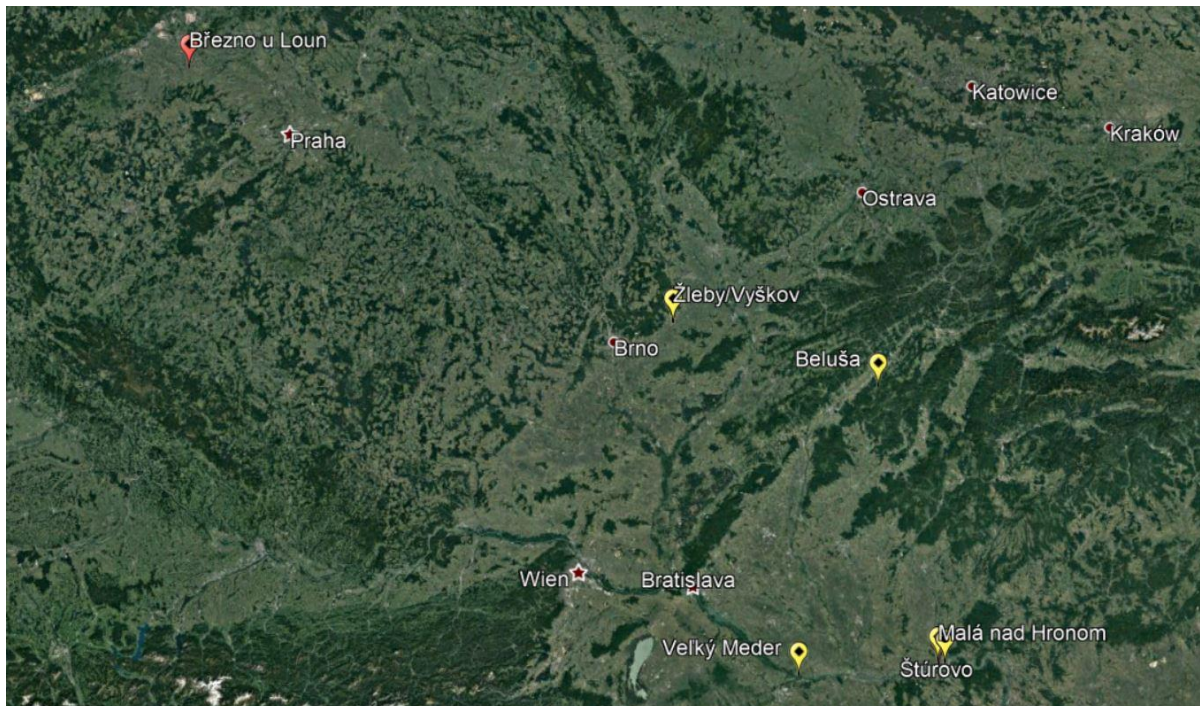 Březno u Loun
Praha
Katowice
Kraków
Ostrava
Žleby/Vyškov
Brno
Beluša
Wien
Bratislava
Veľký Meder
Malá nad Hronom
Štúrovo